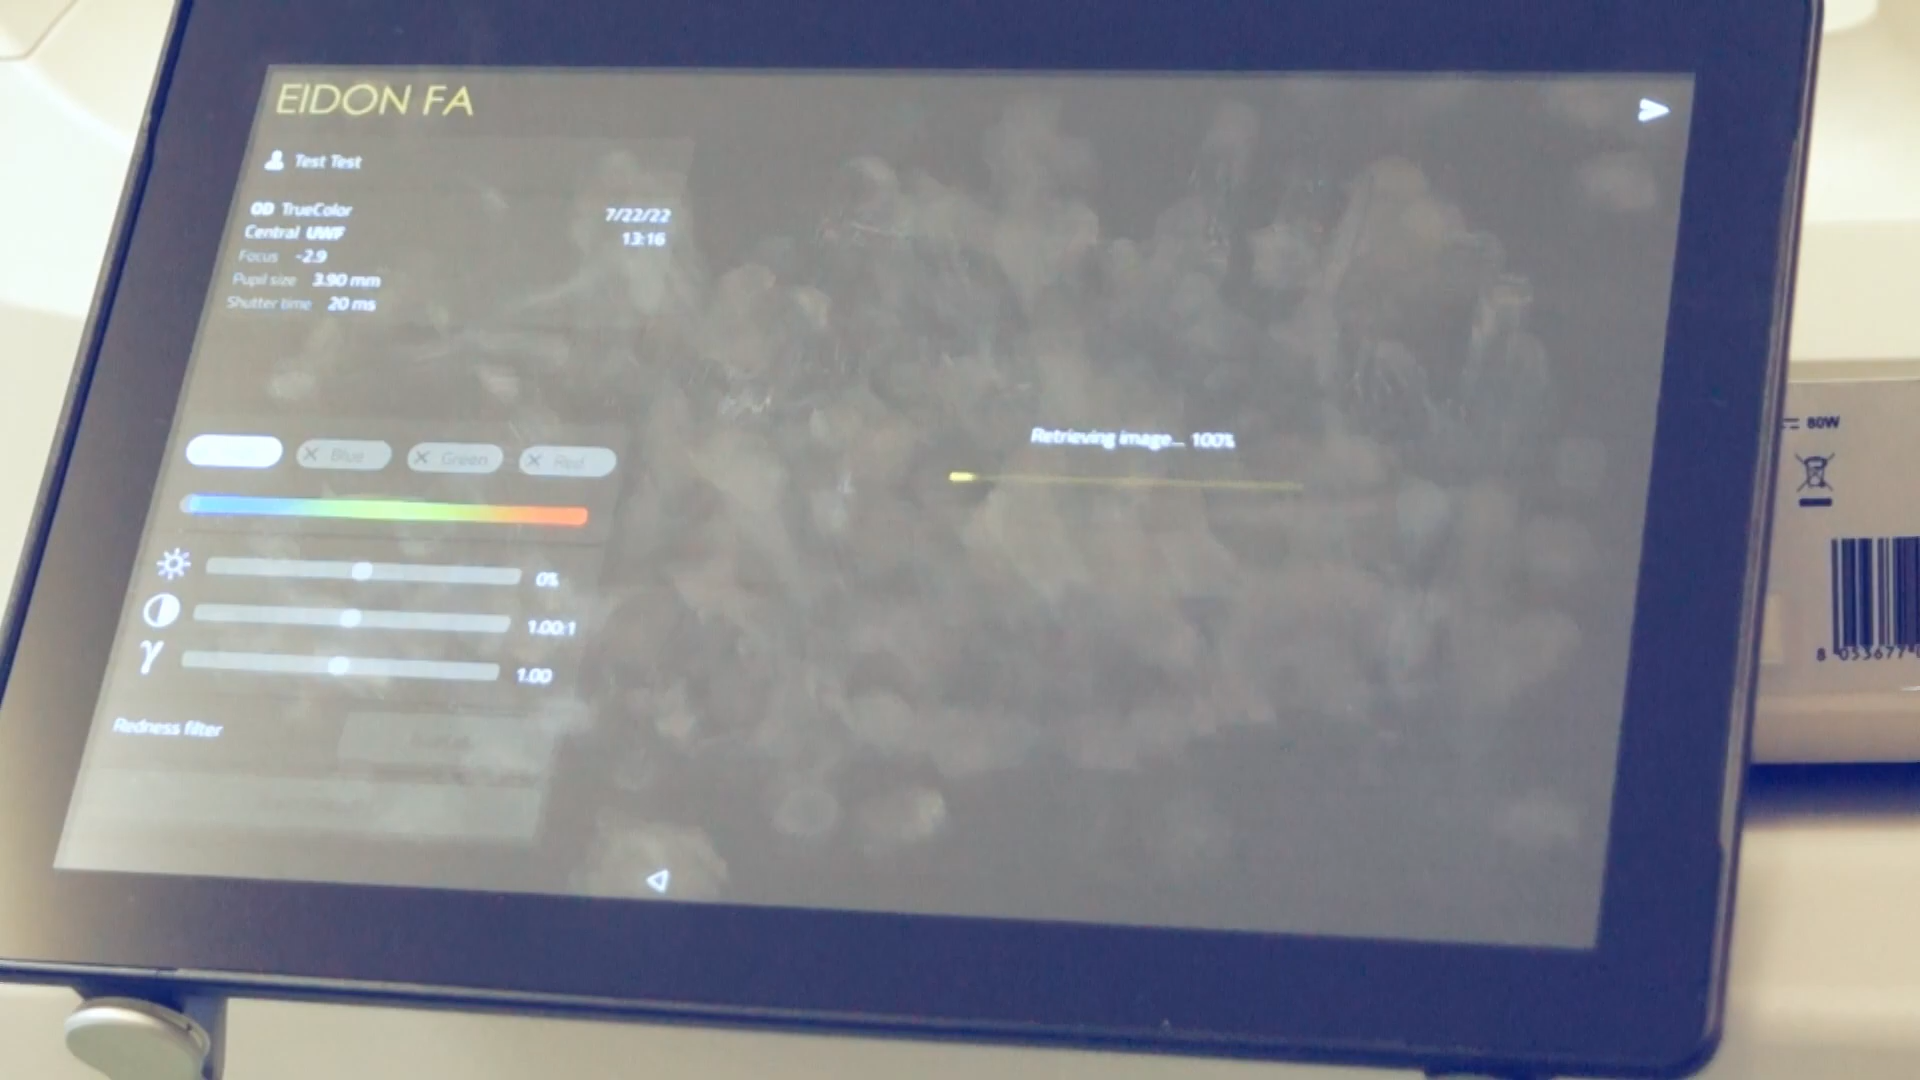 EIDON FA
Test Test
OD TrueColor 7/22/22
Central UWF 13:16
Focus -2.9
Pupil size 3.90 mm
Shutter time 20 ms
Retrieving image... 100%
Blue Green Red
0%
1.00:1
γ 1.00
Redness filter
80W